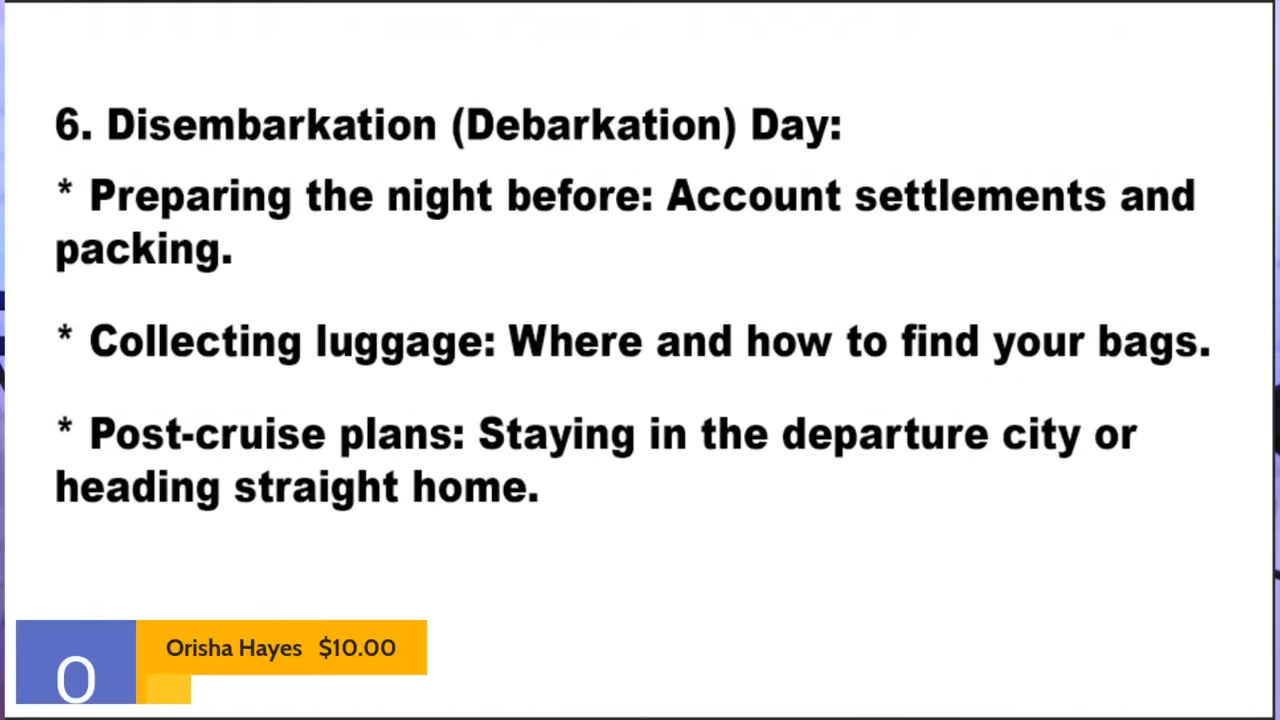 6. Disembarkation (Debarkation) Day:
* Preparing the night before: Account settlements and
packing.
* Collecting luggage: Where and how to find your bags.
* Post-cruise plans: Staying in the departure city or
heading straight home.
Orisha Hayes $10.00
O